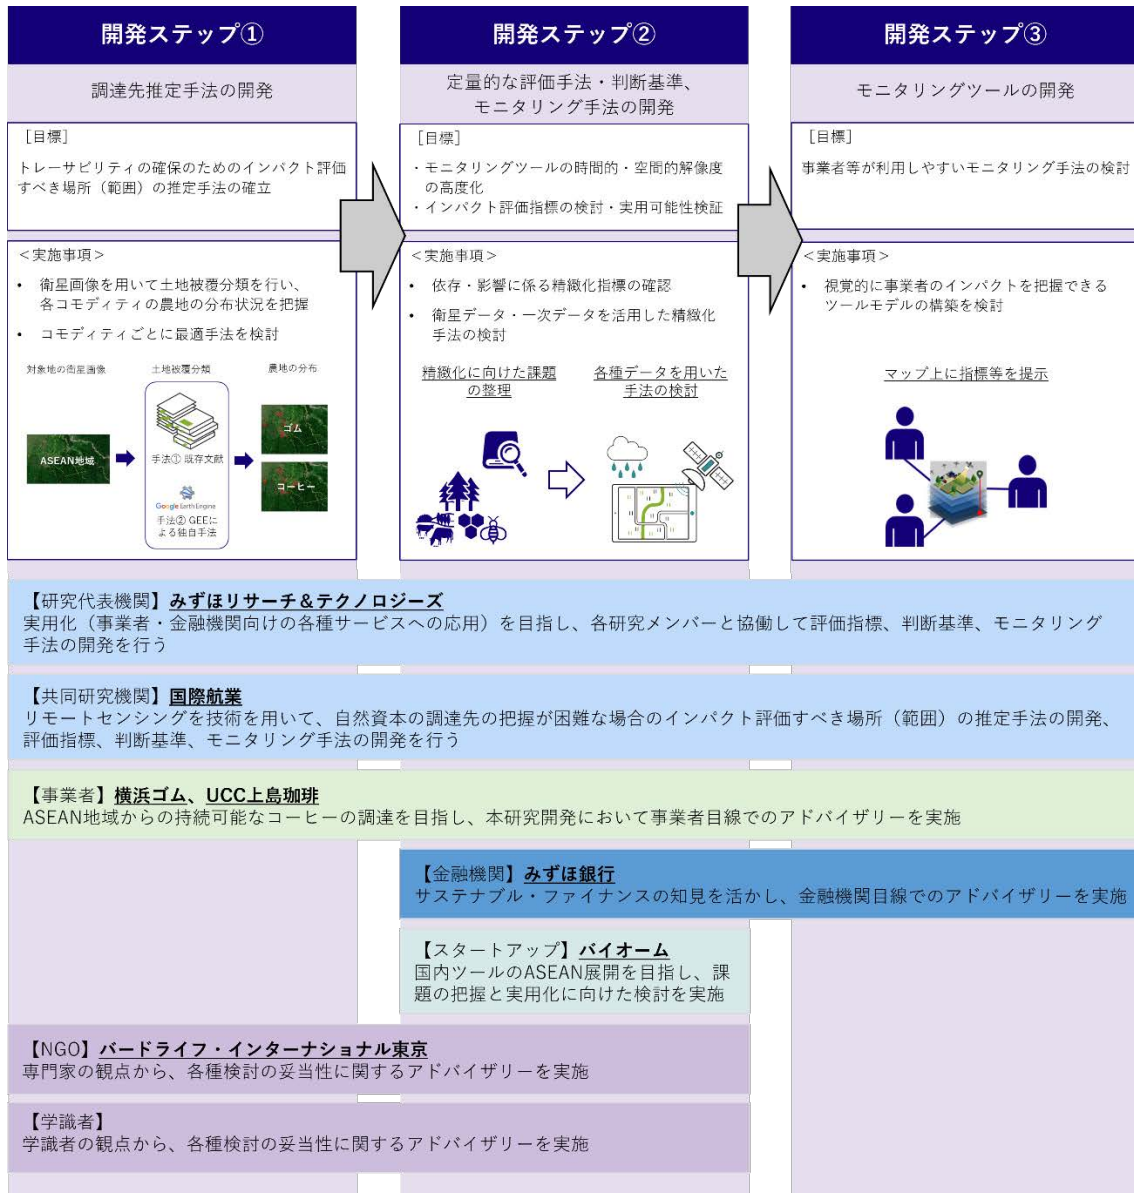 開発ステップ①
調達先推定手法の開発
［目標］
トレーサビリティの確保のためのインパクト評価
すべき場所（範囲）の推定手法の確立
＜実施事項＞
• 衛星画像を用いて土地被覆分類を行い、
各コモディティの農地の分布状況を把握
• コモディティごとに最適手法を検討
対象地の衛星画像
土地被覆分類
農地の分布
ASEAN地域
手法① 既存文献
Google Earth Engine
手法② GEEに
よる独自手法
ゴム
コーヒー
開発ステップ②
定量的な評価手法・判断基準、
モニタリング手法の開発
［目標］
・モニタリングツールの時間的・空間的解像度
の高度化
・インパクト評価指標の検討・実用可能性検証
＜実施事項＞
• 依存・影響に係る精緻化指標の確認
• 衛星データ・一次データを活用した精緻化
手法の検討
精緻化に向けた課題
の整理
各種データを用いた
手法の検討
開発ステップ③
モニタリングツールの開発
［目標］
事業者等が利用しやすいモニタリング手法の検討
＜実施事項＞
• 視覚的に事業者のインパクトを把握できる
ツールモデルの構築を検討
マップ上に指標等を提示
【研究代表機関】みずほリサーチ＆テクノロジーズ
実用化（事業者・金融機関向けの各種サービスへの応用）を目指し、各研究メンバーと協働して評価指標、判断基準、モニタリング
手法の開発を行う
【共同研究機関】国際航業
リモートセンシングを技術を用いて、自然資本の調達先の把握が困難な場合のインパクト評価すべき場所（範囲）の推定手法の開発、
評価指標、判断基準、モニタリング手法の開発を行う
【事業者】横浜ゴム、UCC上島珈琲
ASEAN地域からの持続可能なコーヒーの調達を目指し、本研究開発において事業者目線でのアドバイザリーを実施
【金融機関】みずほ銀行
サステナブル・ファイナンスの知見を活かし、金融機関目線でのアドバイザリーを実施
【スタートアップ】バイオーム
国内ツールのASEAN展開を目指し、課
題の把握と実用化に向けた検討を実施
【NGO】バードライフ・インターナショナル東京
専門家の観点から、各種検討の妥当性に関するアドバイザリーを実施
【学識者】
学識者の観点から、各種検討の妥当性に関するアドバイザリーを実施